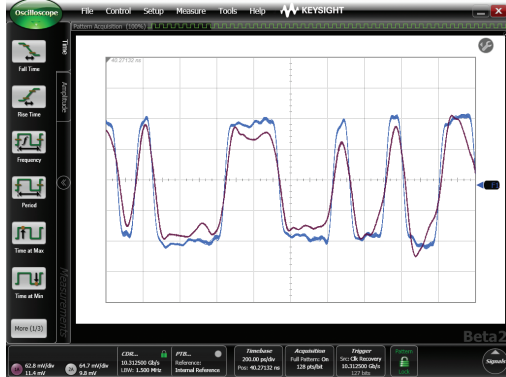 Oscilloscope File Control Setup Measure Tools Help KEYSIGHT
Pattern Acquisition (100%)
40.27132 ns
Time
Amplitude
Fall Time
Rise Time
Frequency
Period
Time at Max
Time at Min
More (1/3)
Measurements
Beta2
62.8 mV/div
11.4 mV
64.7 mV/div
9.8 mV
CDR...
10.312500 Gb/s
LBW: 1.500 MHz
PTB...
Reference:
Internal Reference
Timebase
200.00 ps/div
Pos: 40.27132 ns
Acquisition
Full Pattern: On
128 pts/bit
Trigger
Src: Clk Recovery
10.312500 Gb/s
127 bits
Pattern
Lock
Signals